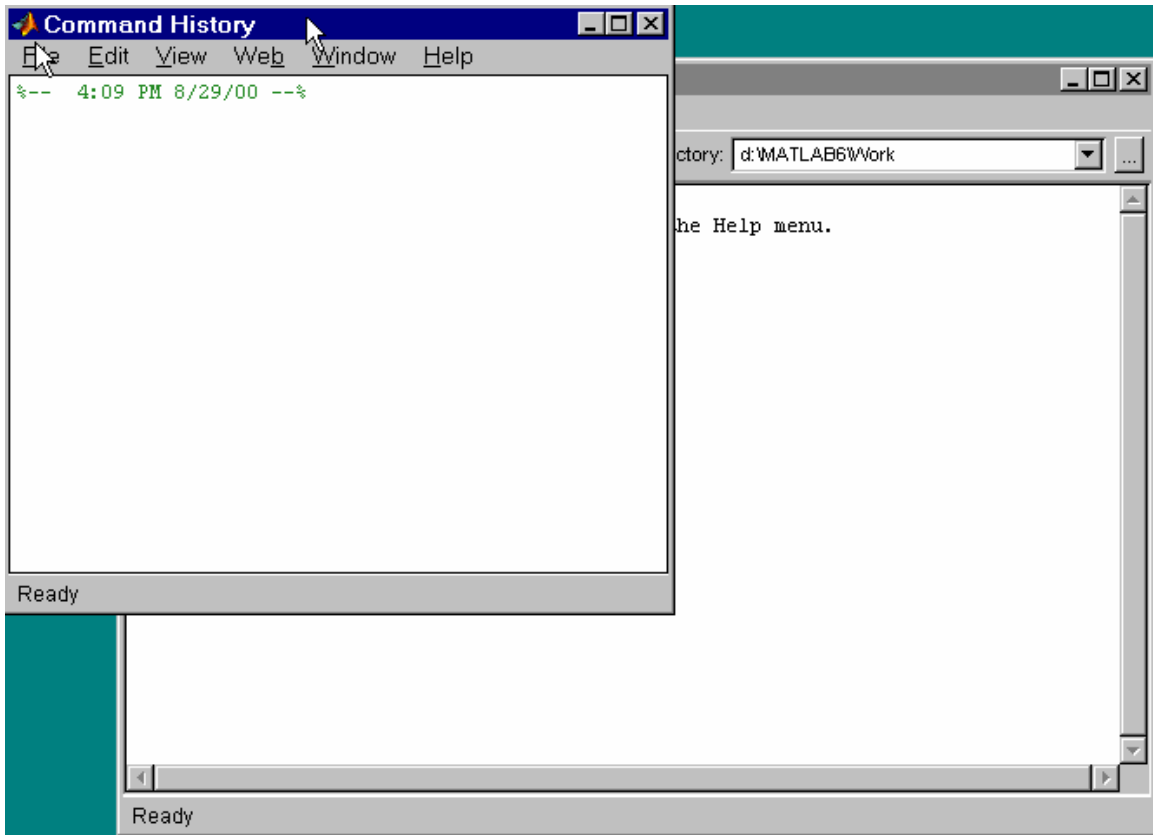 Command History
File Edit View Web Window Help
%-- 4:09 PM 8/29/00 --%
Ready
ctory: d:\MATLAB6\Work ...
he Help menu.
Ready